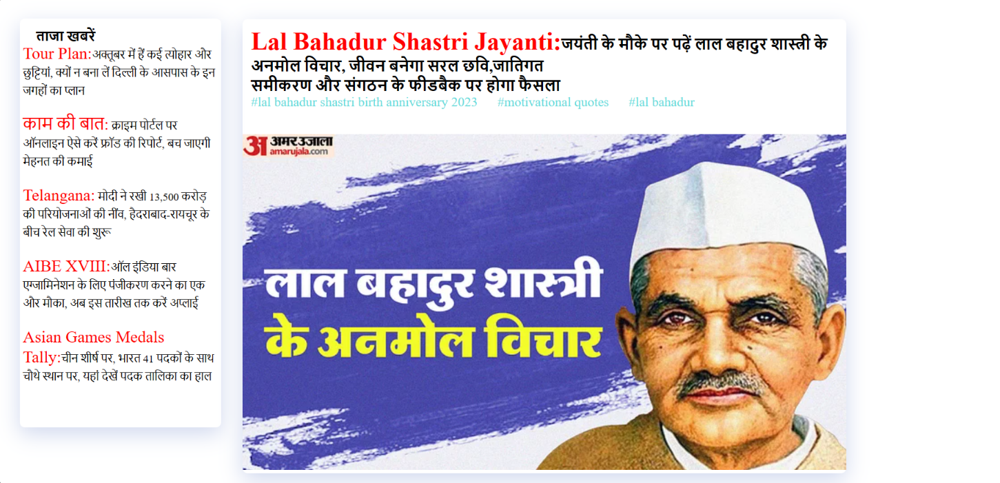 ताजा खबरें
Tour Plan:अक्तूबर में हें कई त्योहार और
छुट्टियां, क्यों न बना लें दिल्ली के आसपास के इन
जगहों का प्लान
काम की बात: क्राइम पोर्टल पर
ऑनलाइन ऐसे करें फ्रॉड की रिपोर्ट, बच जाएगी
मेहनत की कमाई
Telangana: मोदी ने रखी 13,500 करोड़
की परियोजनाओं की नींव, हैदराबाद-रायचूर के
बीच रेल सेवा की शुरू
AIBE XVIII:ऑल इंडिया बार
एग्जामिनेशन के लिए पंजीकरण करने का एक
और मौका, अब इस तारीख तक करें अप्लाई
Asian Games Medals
Tally:चीन शीर्ष पर, भारत 41 पदकों के साथ
चौथे स्थान पर, यहां देखें पदक तालिका का हाल
Lal Bahadur Shastri Jayanti:जयंती के मौके पर पढ़ें लाल बहादुर शास्त्री के
अनमोल विचार, जीवन बनेगा सरल छवि,जातिगत
समीकरण और संगठन के फीडबैक पर होगा फैसला
#lal bahadur shastri birth anniversary 2023 #motivational quotes #lal bahadur
अ अमर उजाला
amarujala.com
लाल बहादुर शास्त्री
के अनमोल विचार